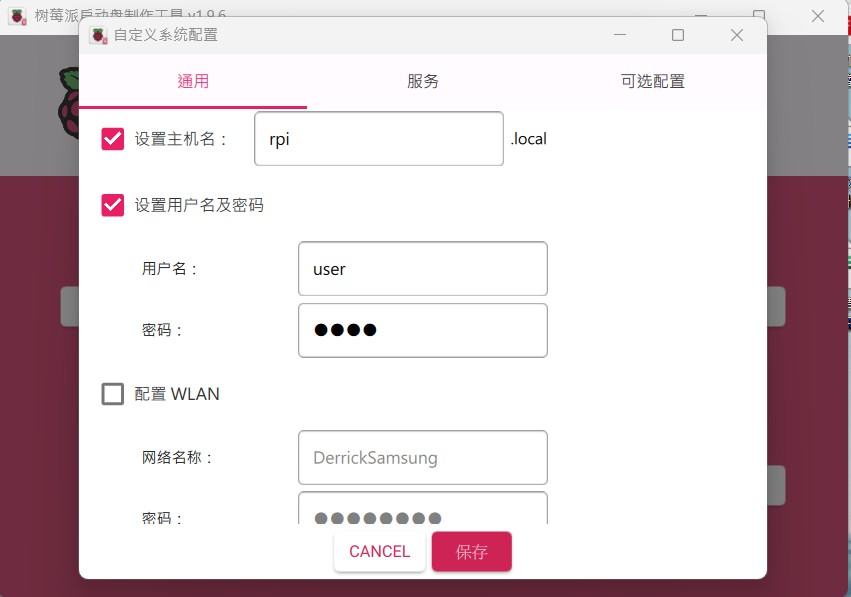 树莓派启动盘制作工具 v1.9.6
自定义系统配置
通用 服务 可选配置
设置主机名： rpi .local
设置用户名及密码
用户名： user
密码： ●●●●
配置 WLAN
网络名称： DerrickSamsung
密码： ●●●●●●●●
CANCEL 保存